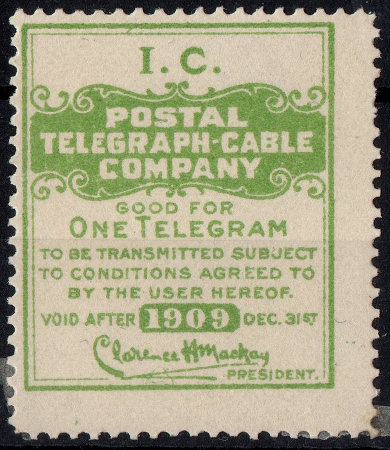 I. C.
POSTAL
TELEGRAPH-CABLE
COMPANY
GOOD FOR
ONE TELEGRAM
TO BE TRANSMITTED SUBJECT
TO CONDITIONS AGREED TO
BY THE USER HEREOF.
VOID AFTER 1909 DEC. 31ST
Clarence H Mackay
PRESIDENT.